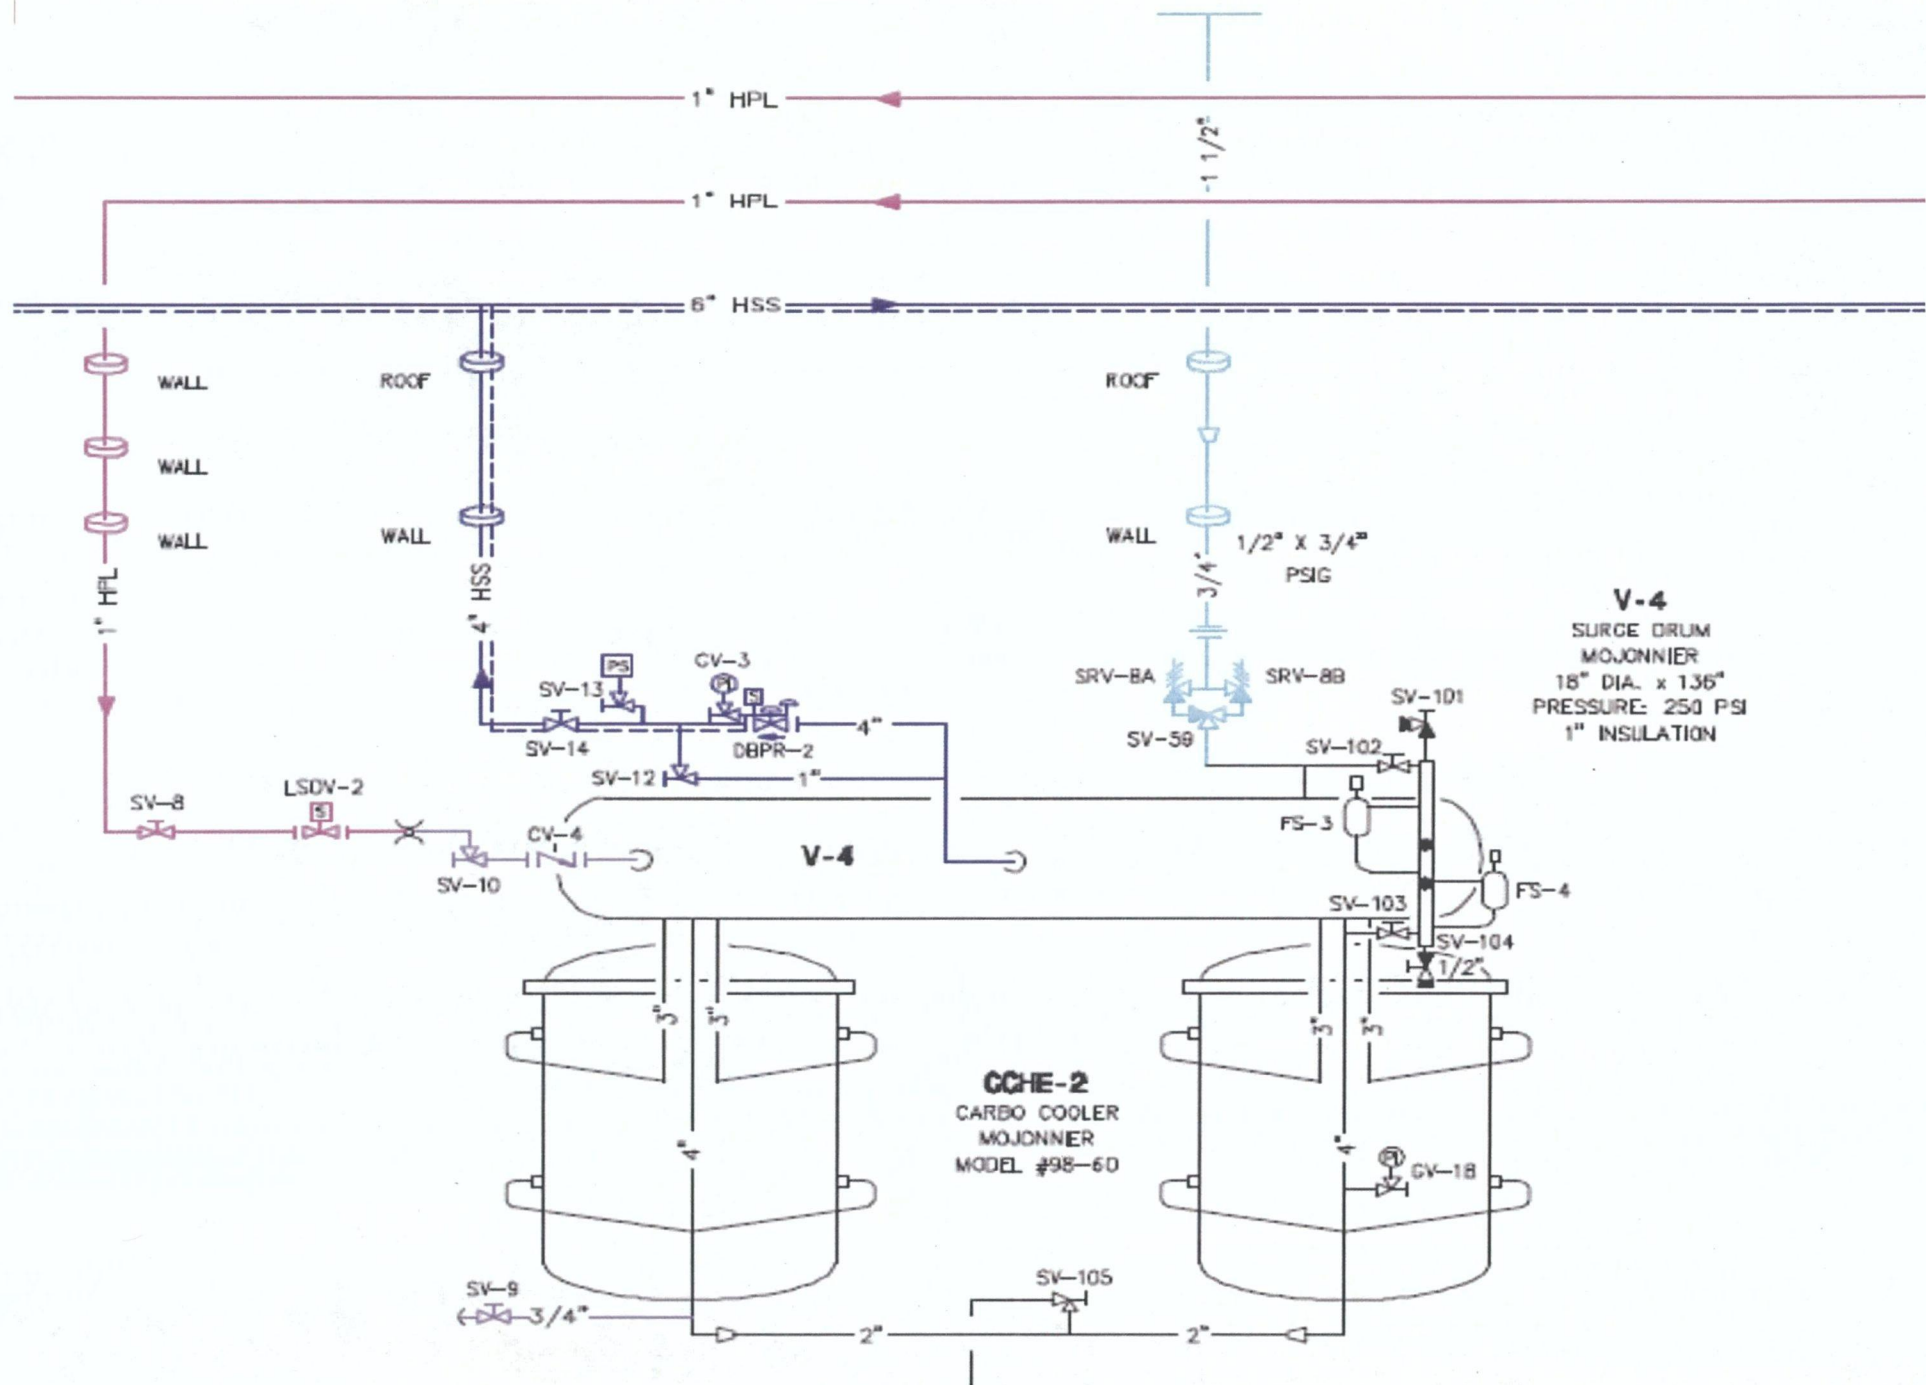 1" HPL
1 1/2"
1" HPL
6" HSS
WALL
ROOF
ROOF
WALL
WALL
WALL
WALL
1/2" X 3/4"
PSIG
1" HPL
4" HSS
3/4"
V-4
SURGE DRUM
MOJONNIER
18" DIA. x 136"
PRESSURE: 250 PSI
1" INSULATION
PS
GV-3
PI
S
SV-13
SRV-8A
SRV-8B
SV-101
4"
SV-14
DBPR-2
SV-59
SV-102
SV-12
1"
LSDV-2
S
SV-8
CV-4
V-4
FS-3
SV-10
FS-4
SV-103
SV-104
1/2"
3"
3"
3"
3"
CCHE-2
CARBO COOLER
MOJONNIER
MODEL #98-6D
4"
4"
PI
GV-18
SV-9
3/4"
SV-105
2"
2"